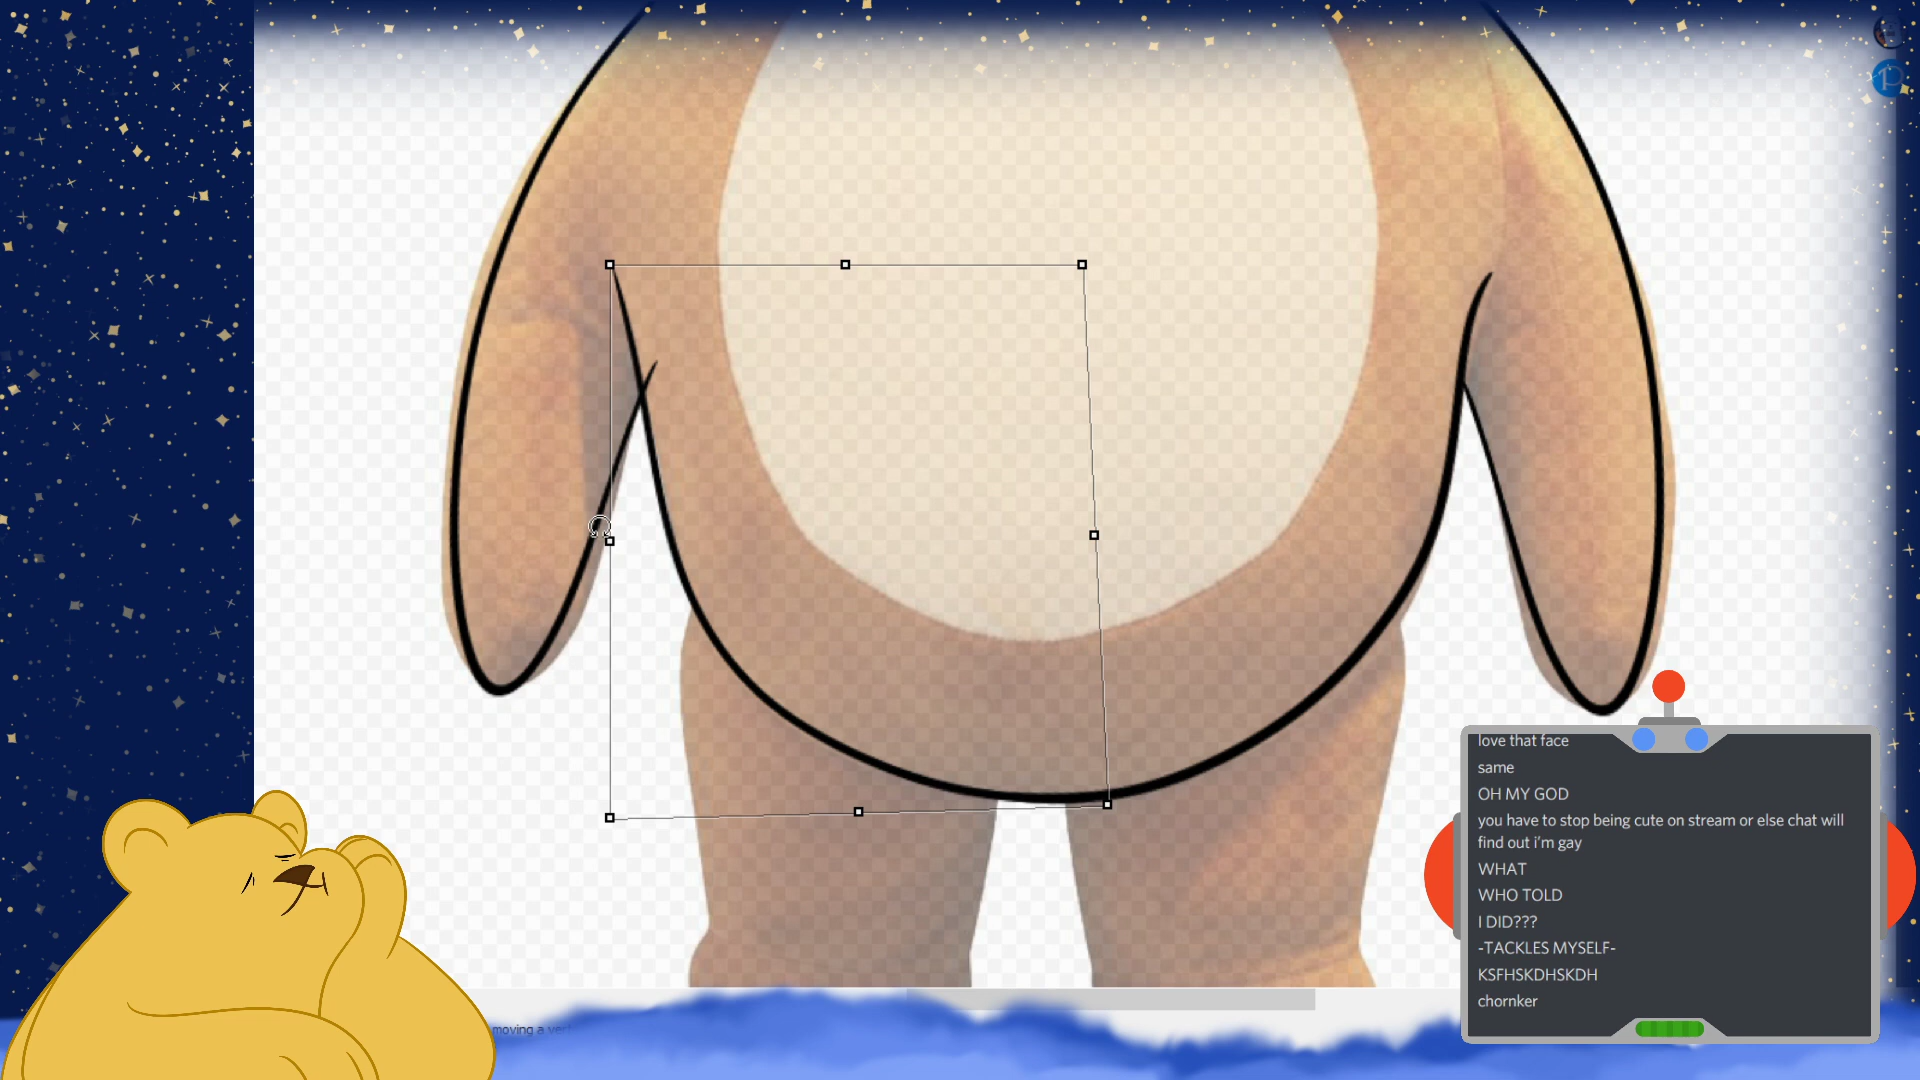 love that face
same
OH MY GOD
you have to stop being cute on stream or else chat will
find out i'm gay
WHAT
WHO TOLD
I DID???
-TACKLES MYSELF-
KSFHSKDHSKDH
chornker
moving a